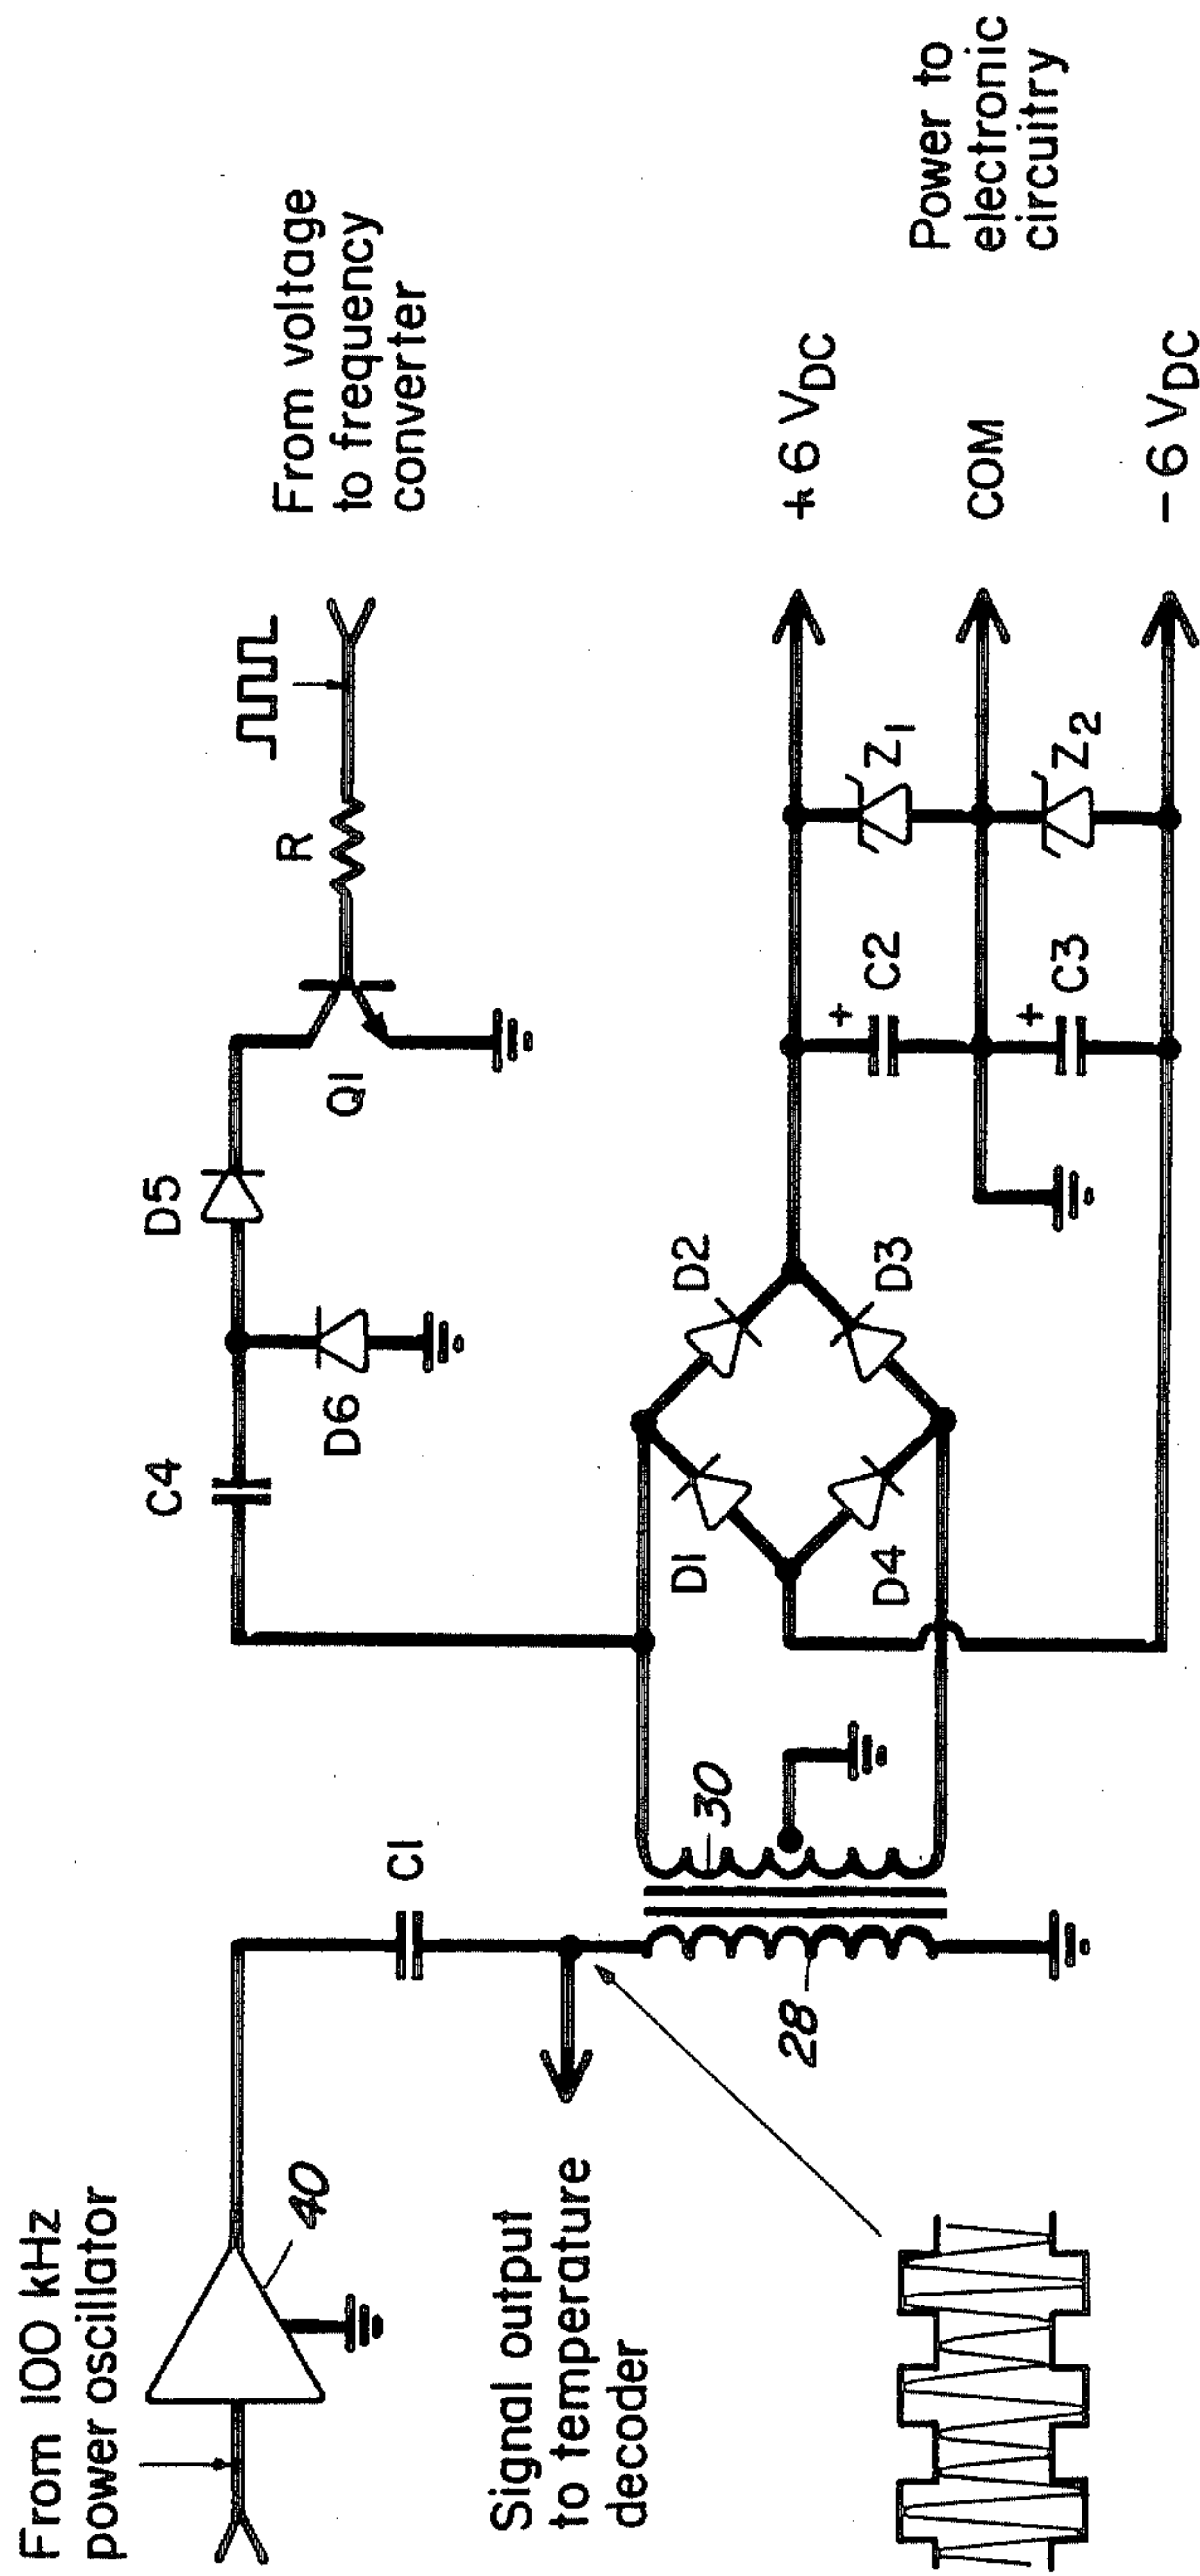 From 100 kHz
power oscillator
40
C1
Signal output
to temperature
decoder
28
30
C4
D6
D5
Q1
R
From voltage
to frequency
converter
D1
D2
D3
D4
C2
+
C3
+
Z1
Z2
+6 VDC
COM
-6 VDC
Power to
electronic
circuitry